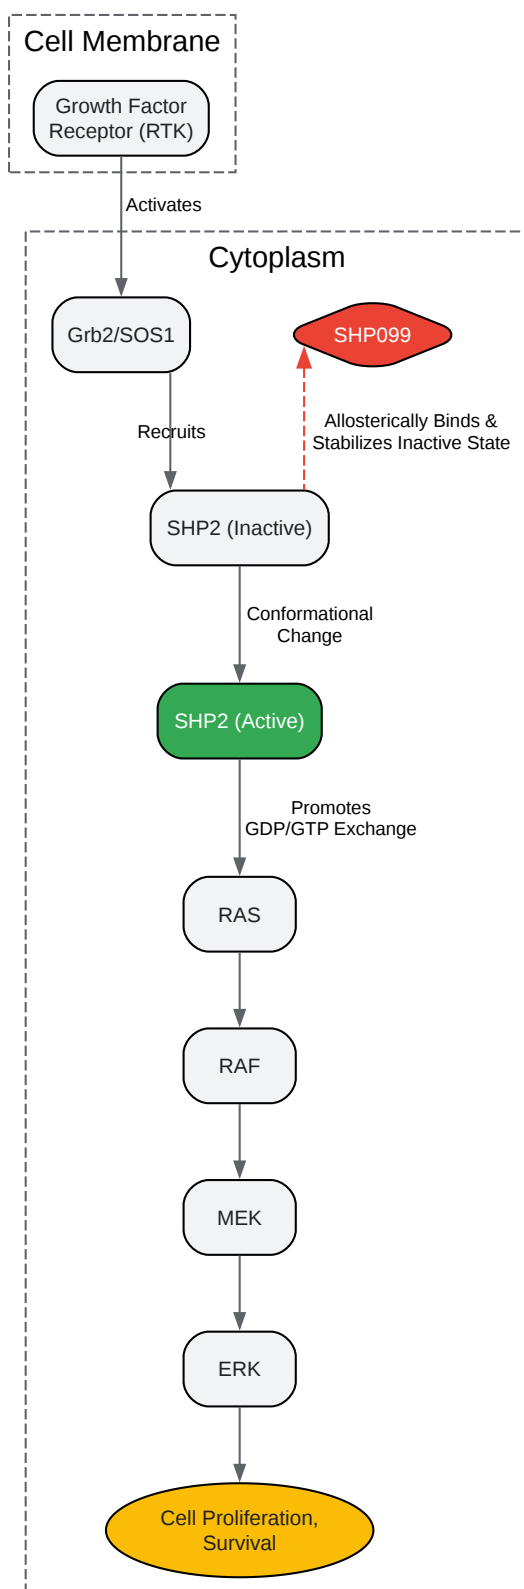 Cell Membrane
Growth Factor
Receptor (RTK)
Activates
Cytoplasm
Grb2/SOS1
SHP099
Recruits
Allosterically Binds &
Stabilizes Inactive State
SHP2 (Inactive)
Conformational
Change
SHP2 (Active)
Promotes
GDP/GTP Exchange
RAS
RAF
MEK
ERK
Cell Proliferation,
Survival